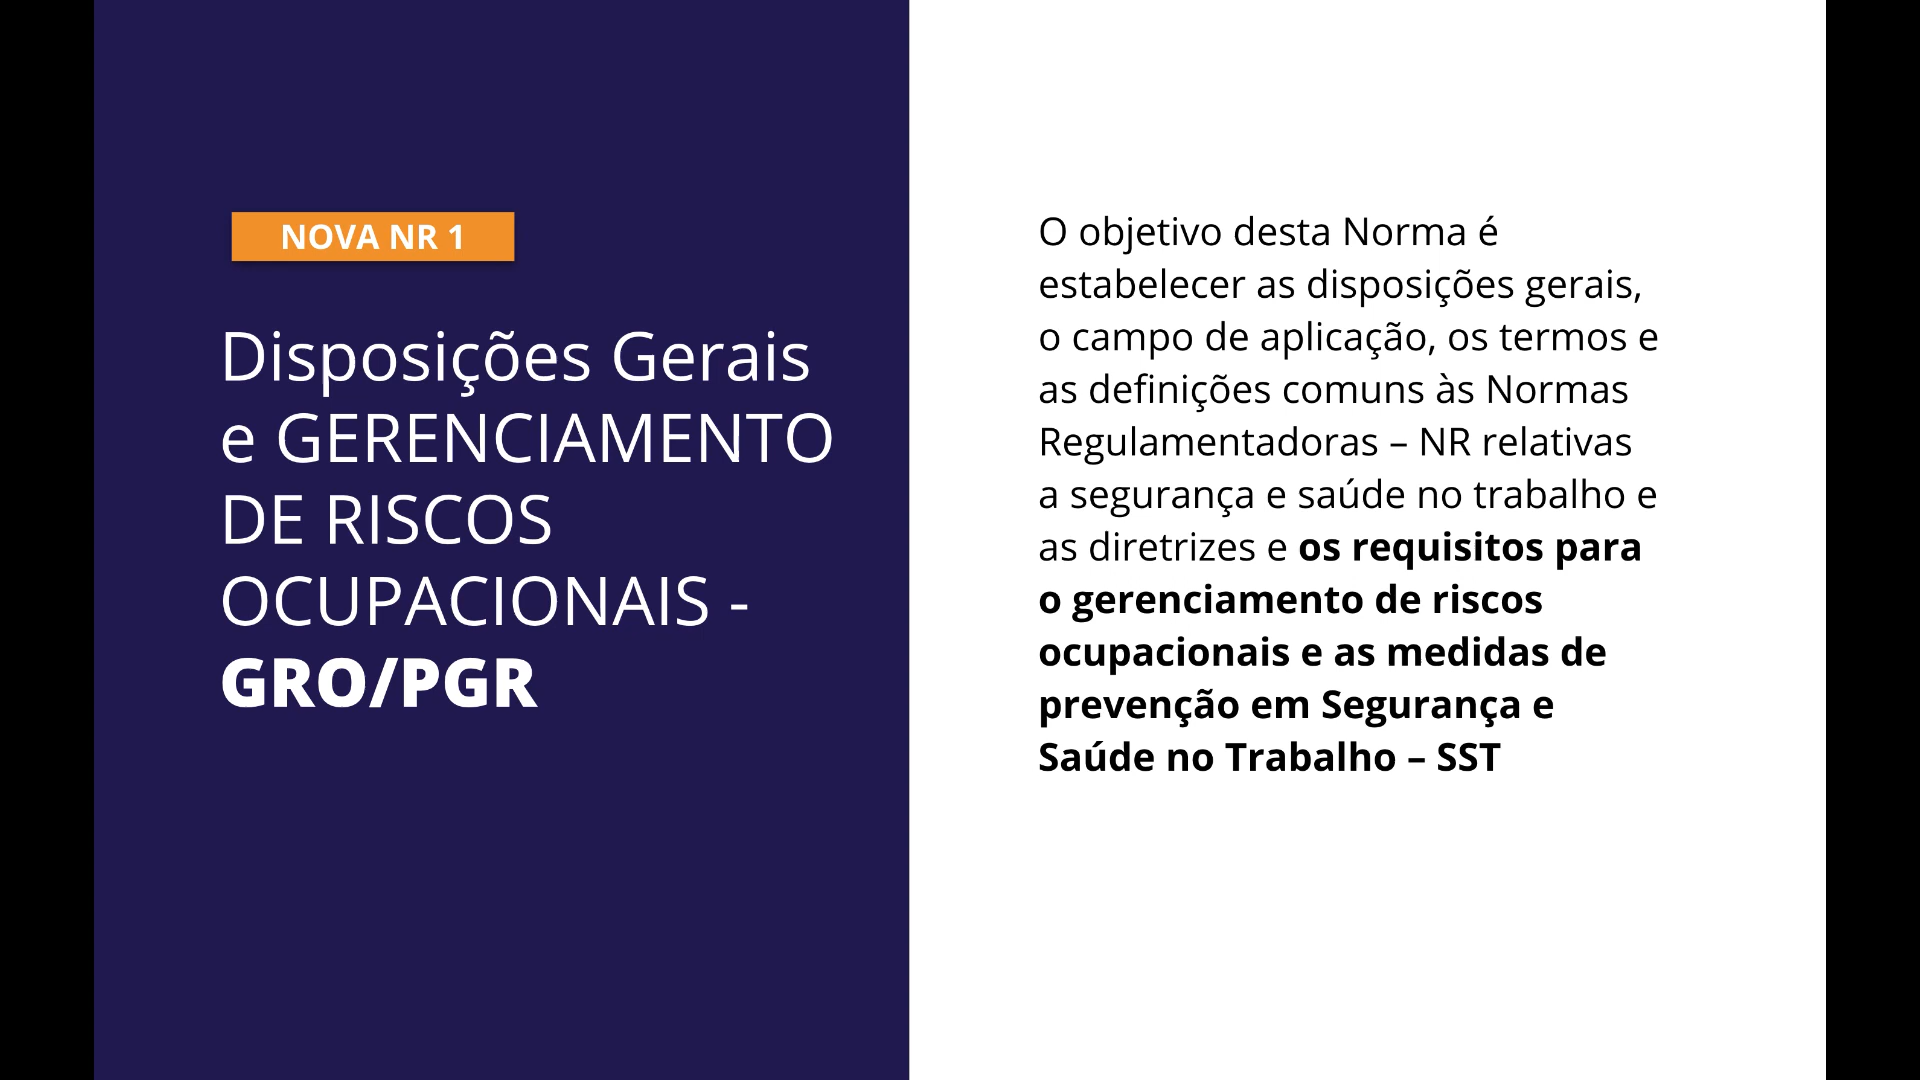 NOVA NR 1
Disposições Gerais
e GERENCIAMENTO
DE RISCOS
OCUPACIONAIS -
GRO/PGR
O objetivo desta Norma é
estabelecer as disposições gerais,
o campo de aplicação, os termos e
as definições comuns às Normas
Regulamentadoras – NR relativas
a segurança e saúde no trabalho e
as diretrizes e os requisitos para
o gerenciamento de riscos
ocupacionais e as medidas de
prevenção em Segurança e
Saúde no Trabalho – SST